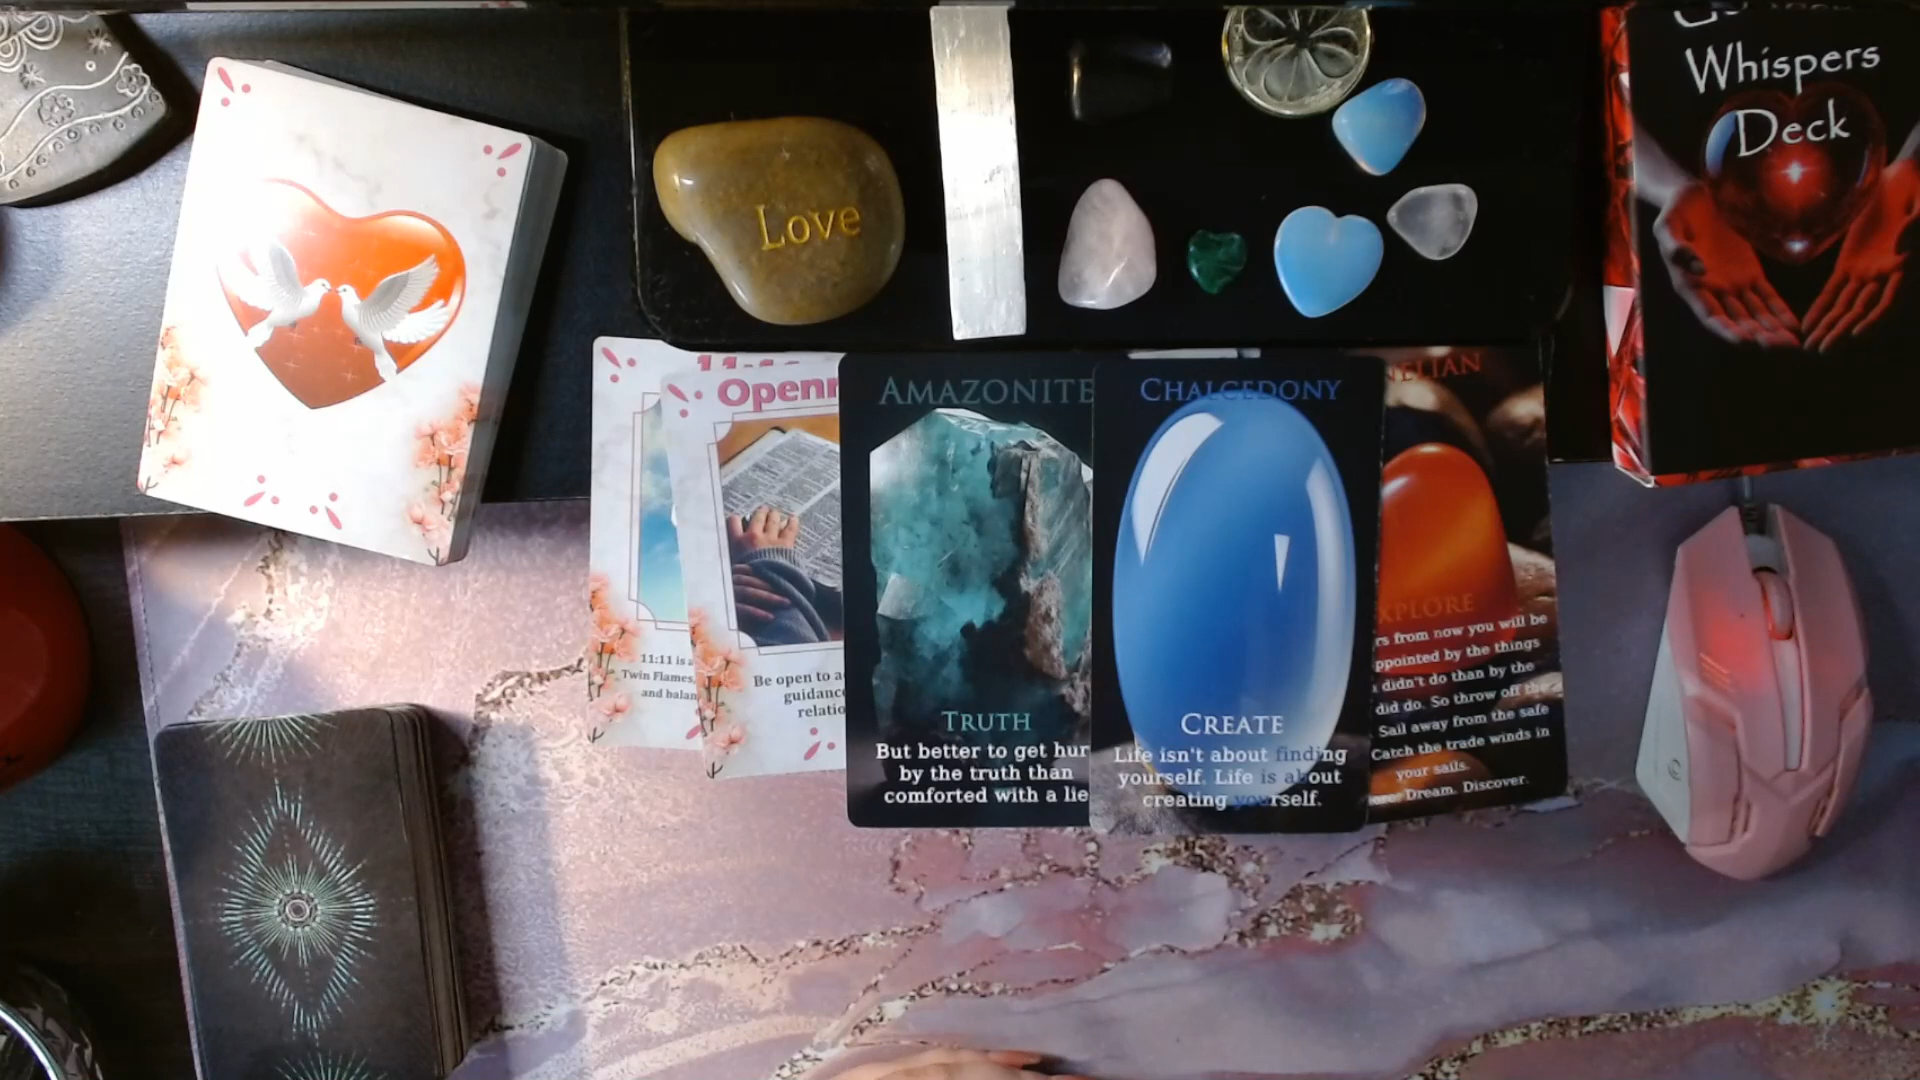 Love
Whispers
Deck
11:11
Openn
AMAZONITE
CHALCEDONY
NELIAN
11:11 is a
Twin Flames,
and balan
Be open to a
guidance
relatio
TRUTH
But better to get hur
by the truth than
comforted with a lie
CREATE
Life isn't about finding
yourself. Life is about
creating yourself.
XPLORE
rs from now you will be
ppointed by the things
didn't do than by the
did do. So throw off the
Sail away from the safe
Catch the trade winds in
your sails.
Dream. Discover.